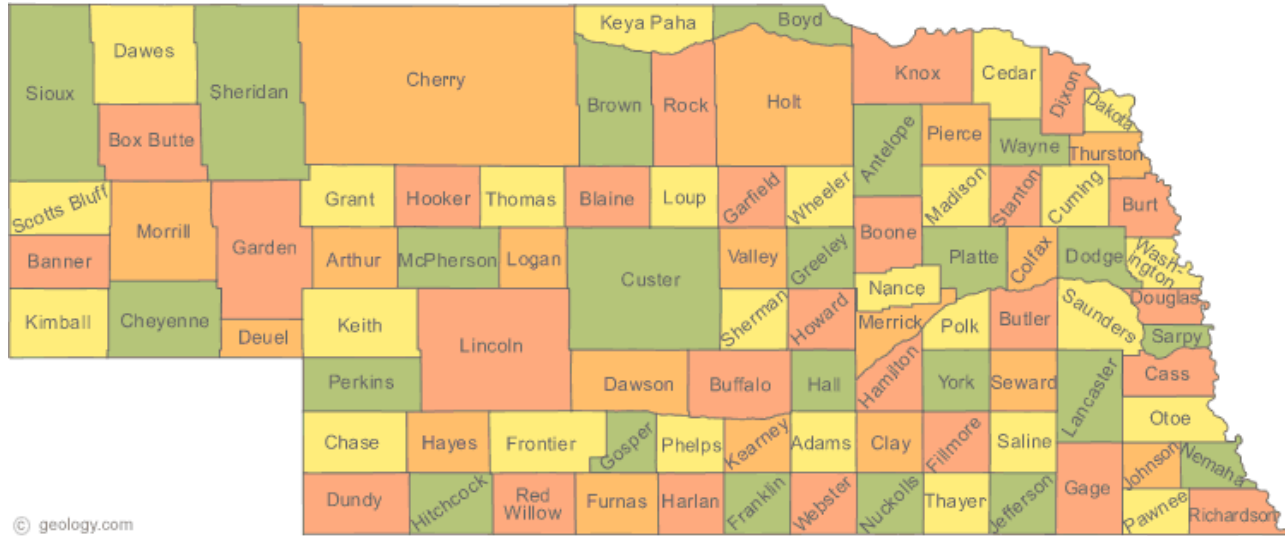 Keya Paha
Boyd
Dawes
Cherry
Knox
Cedar
Dixon
Sioux
Sheridan
Brown
Rock
Holt
Dakota
Box Butte
Antelope
Pierce
Wayne
Thurston
Scotts Bluff
Grant
Hooker
Thomas
Blaine
Loup
Garfield
Wheeler
Madison
Stanton
Cuming
Burt
Morrill
Garden
Boone
Banner
Arthur
McPherson
Logan
Custer
Valley
Greeley
Platte
Colfax
Dodge
Wash-
ington
Nance
Kimball
Cheyenne
Deuel
Keith
Lincoln
Sherman
Howard
Merrick
Polk
Butler
Saunders
Douglas
Sarpy
Perkins
Dawson
Buffalo
Hall
Hamilton
York
Seward
Lancaster
Cass
Otoe
Chase
Hayes
Frontier
Gosper
Phelps
Kearney
Adams
Clay
Fillmore
Saline
Johnson
Nemaha
Dundy
Hitchcock
Red
Willow
Furnas
Harlan
Franklin
Webster
Nuckolls
Thayer
Jefferson
Gage
Pawnee
Richardson
© geology.com